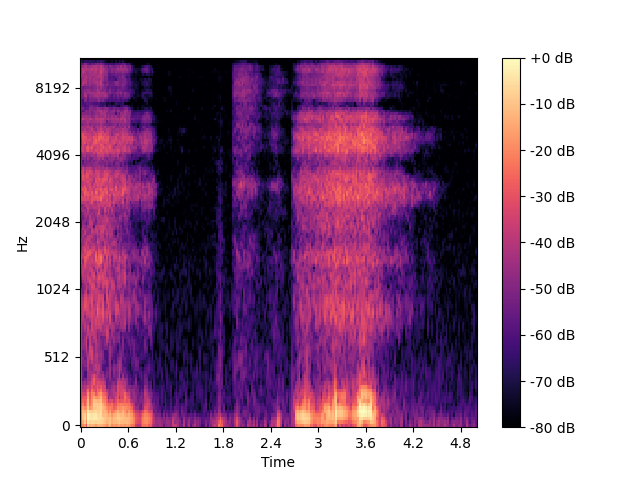 8192
4096
2048
1024
512
0
Hz
0 0.6 1.2 1.8 2.4 3 3.6 4.2 4.8
Time
+0 dB
-10 dB
-20 dB
-30 dB
-40 dB
-50 dB
-60 dB
-70 dB
-80 dB